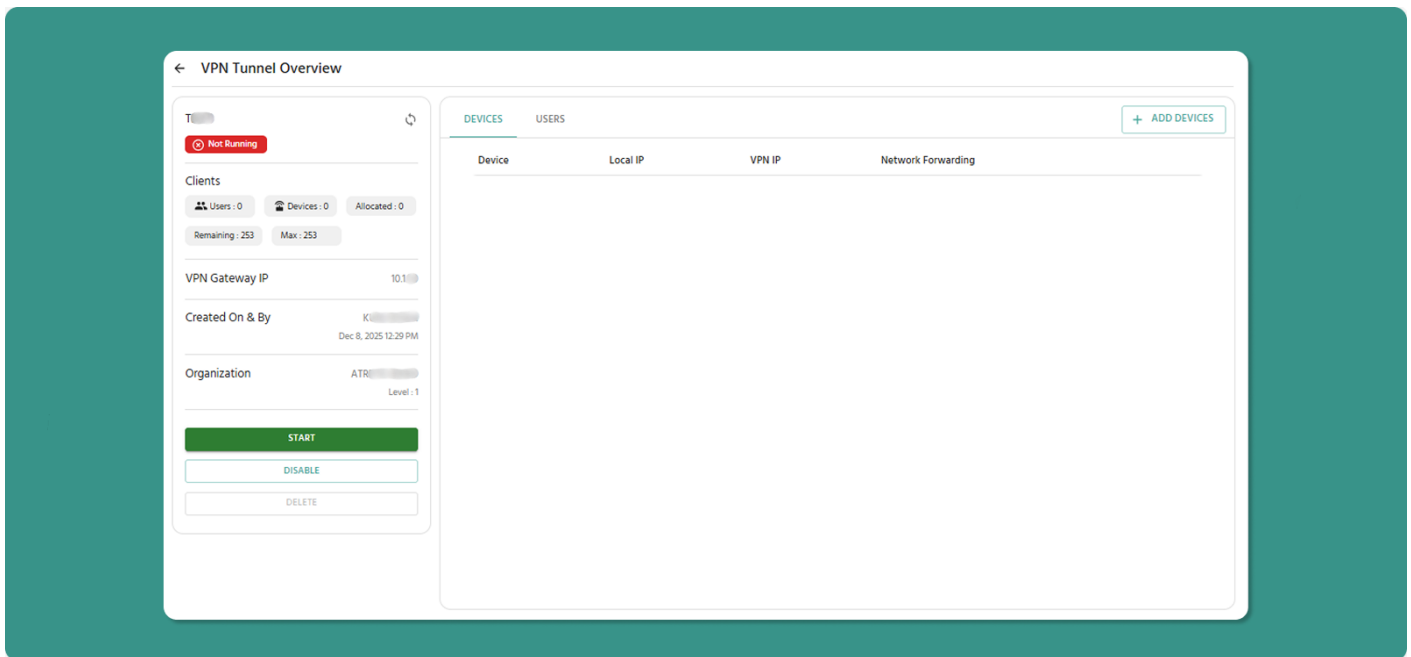 VPN Tunnel Overview
Not Running
Clients
Users : 0
Devices : 0
Allocated : 0
Remaining : 253
Max : 253
VPN Gateway IP
Created On & By
Dec 8, 2025 12:29 PM
Organization
Level : 1
START
DISABLE
DELETE
DEVICES
USERS
+ ADD DEVICES
Device
Local IP
VPN IP
Network Forwarding